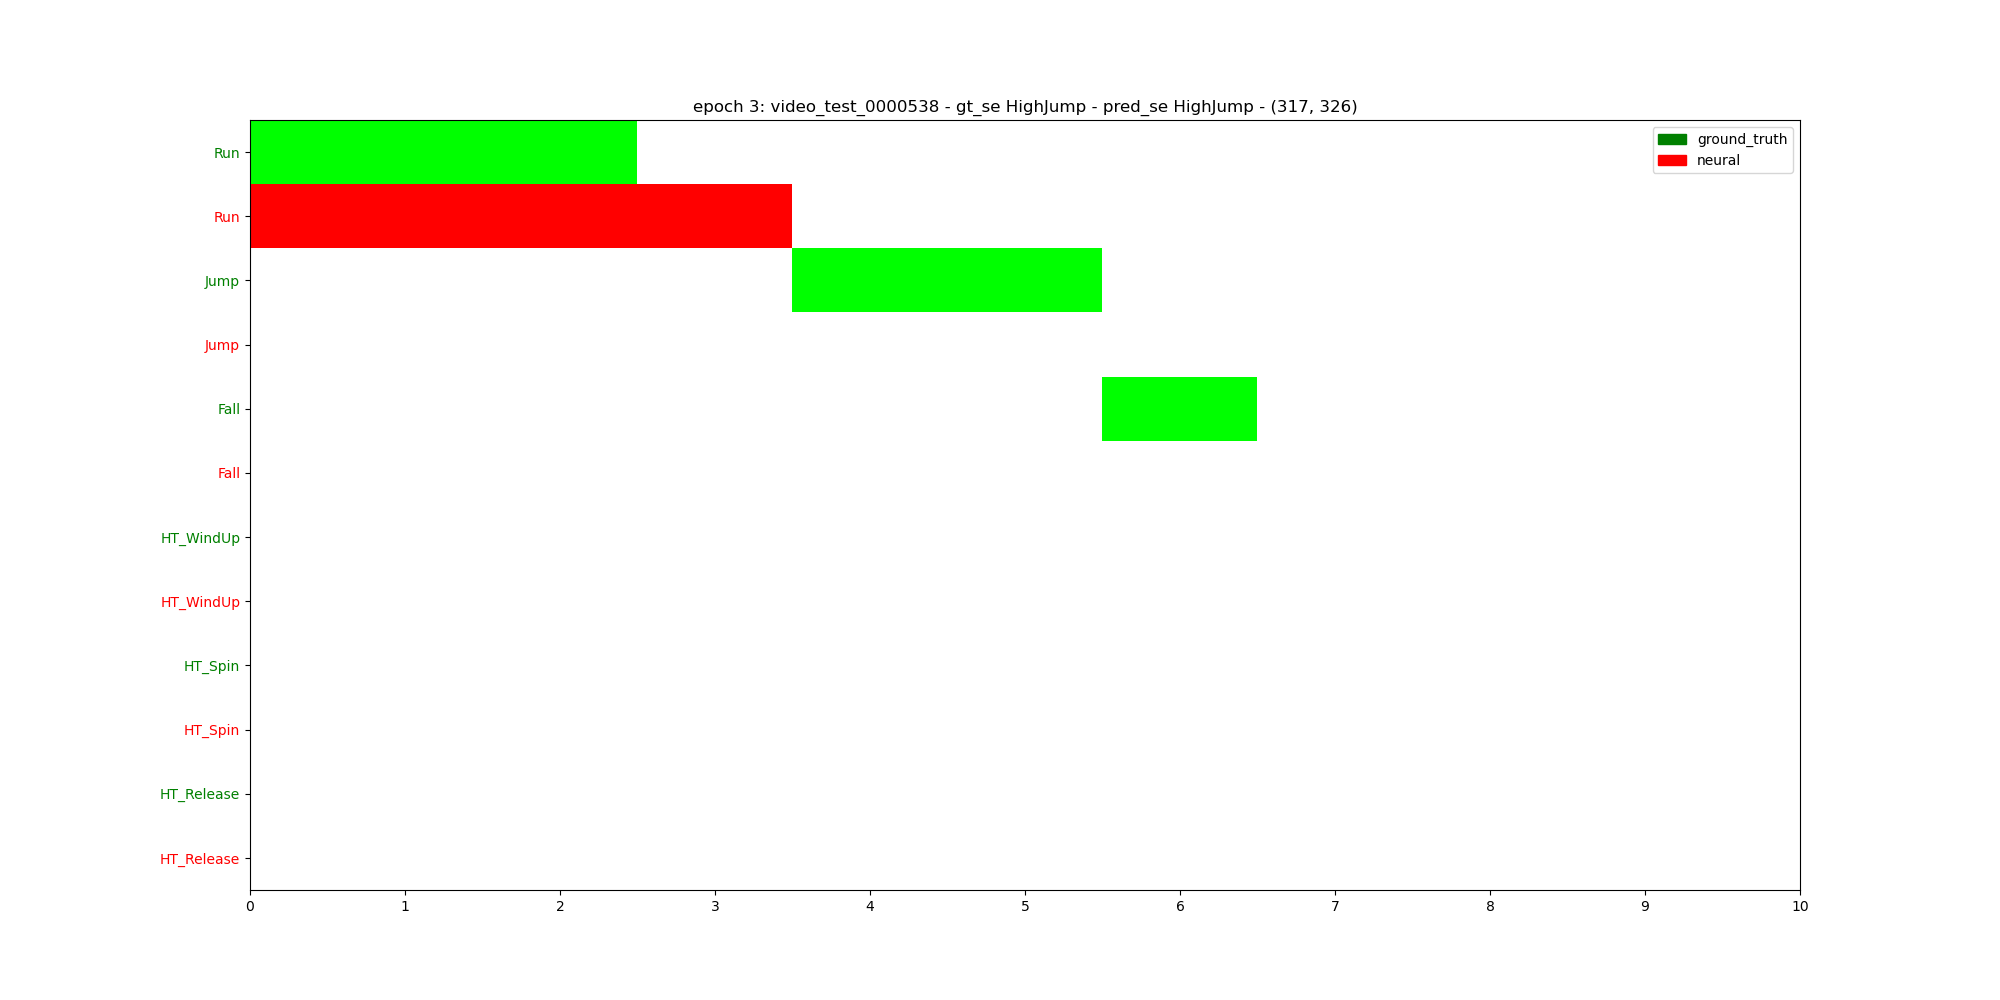 epoch 3: video_test_0000538 - gt_se HighJump - pred_se HighJump - (317, 326)
ground_truth
neural
Run
Run
Jump
Jump
Fall
Fall
HT_WindUp
HT_WindUp
HT_Spin
HT_Spin
HT_Release
HT_Release
0 1 2 3 4 5 6 7 8 9 10